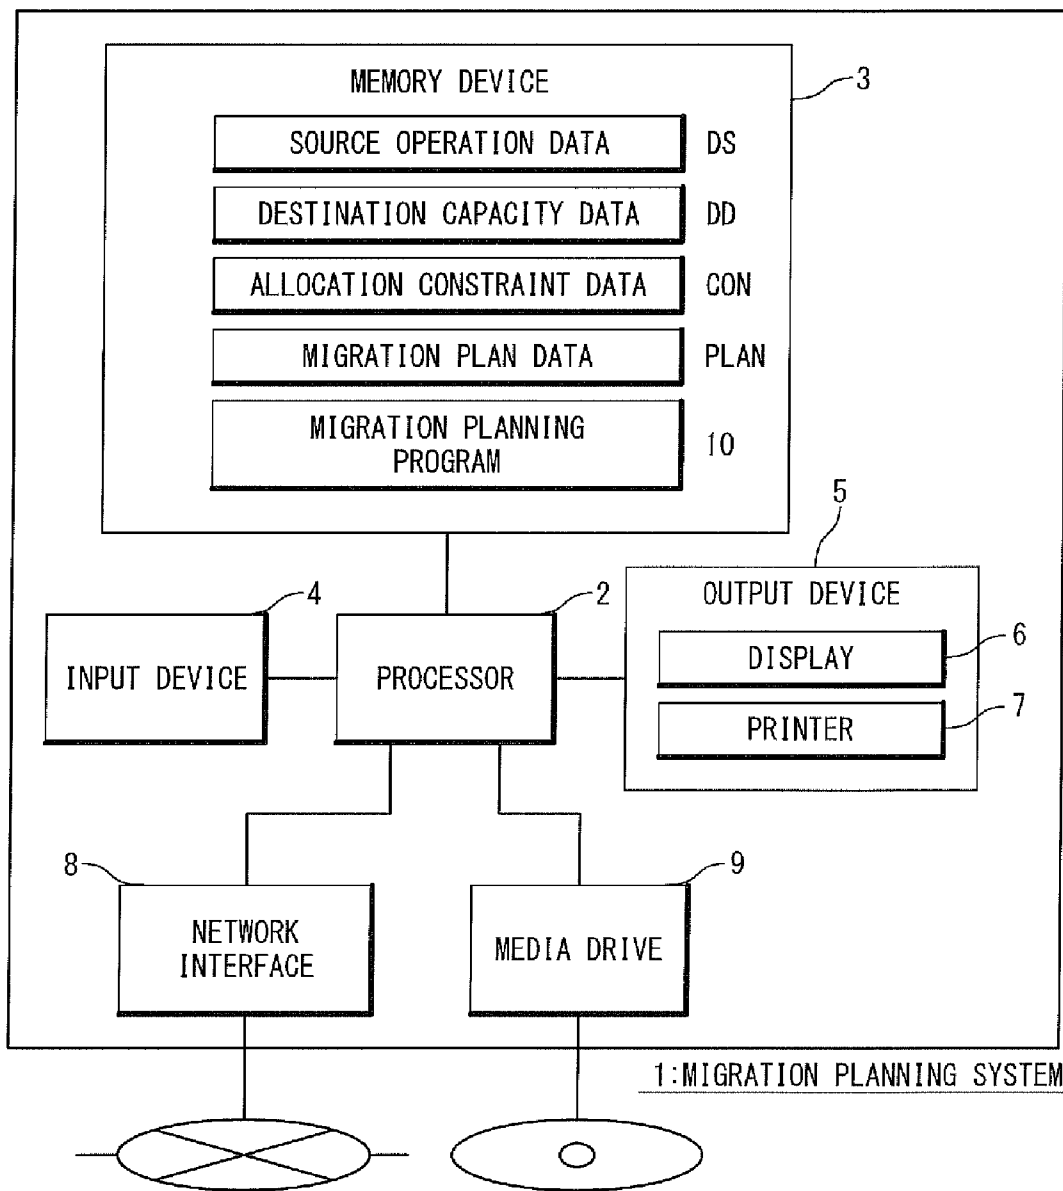 MEMORY DEVICE
3
SOURCE OPERATION DATA DS
DESTINATION CAPACITY DATA DD
ALLOCATION CONSTRAINT DATA CON
MIGRATION PLAN DATA PLAN
MIGRATION PLANNING
PROGRAM
10
5
4
2
OUTPUT DEVICE
INPUT DEVICE
PROCESSOR
DISPLAY
6
PRINTER
7
8
9
NETWORK
INTERFACE
MEDIA DRIVE
1:MIGRATION PLANNING SYSTEM